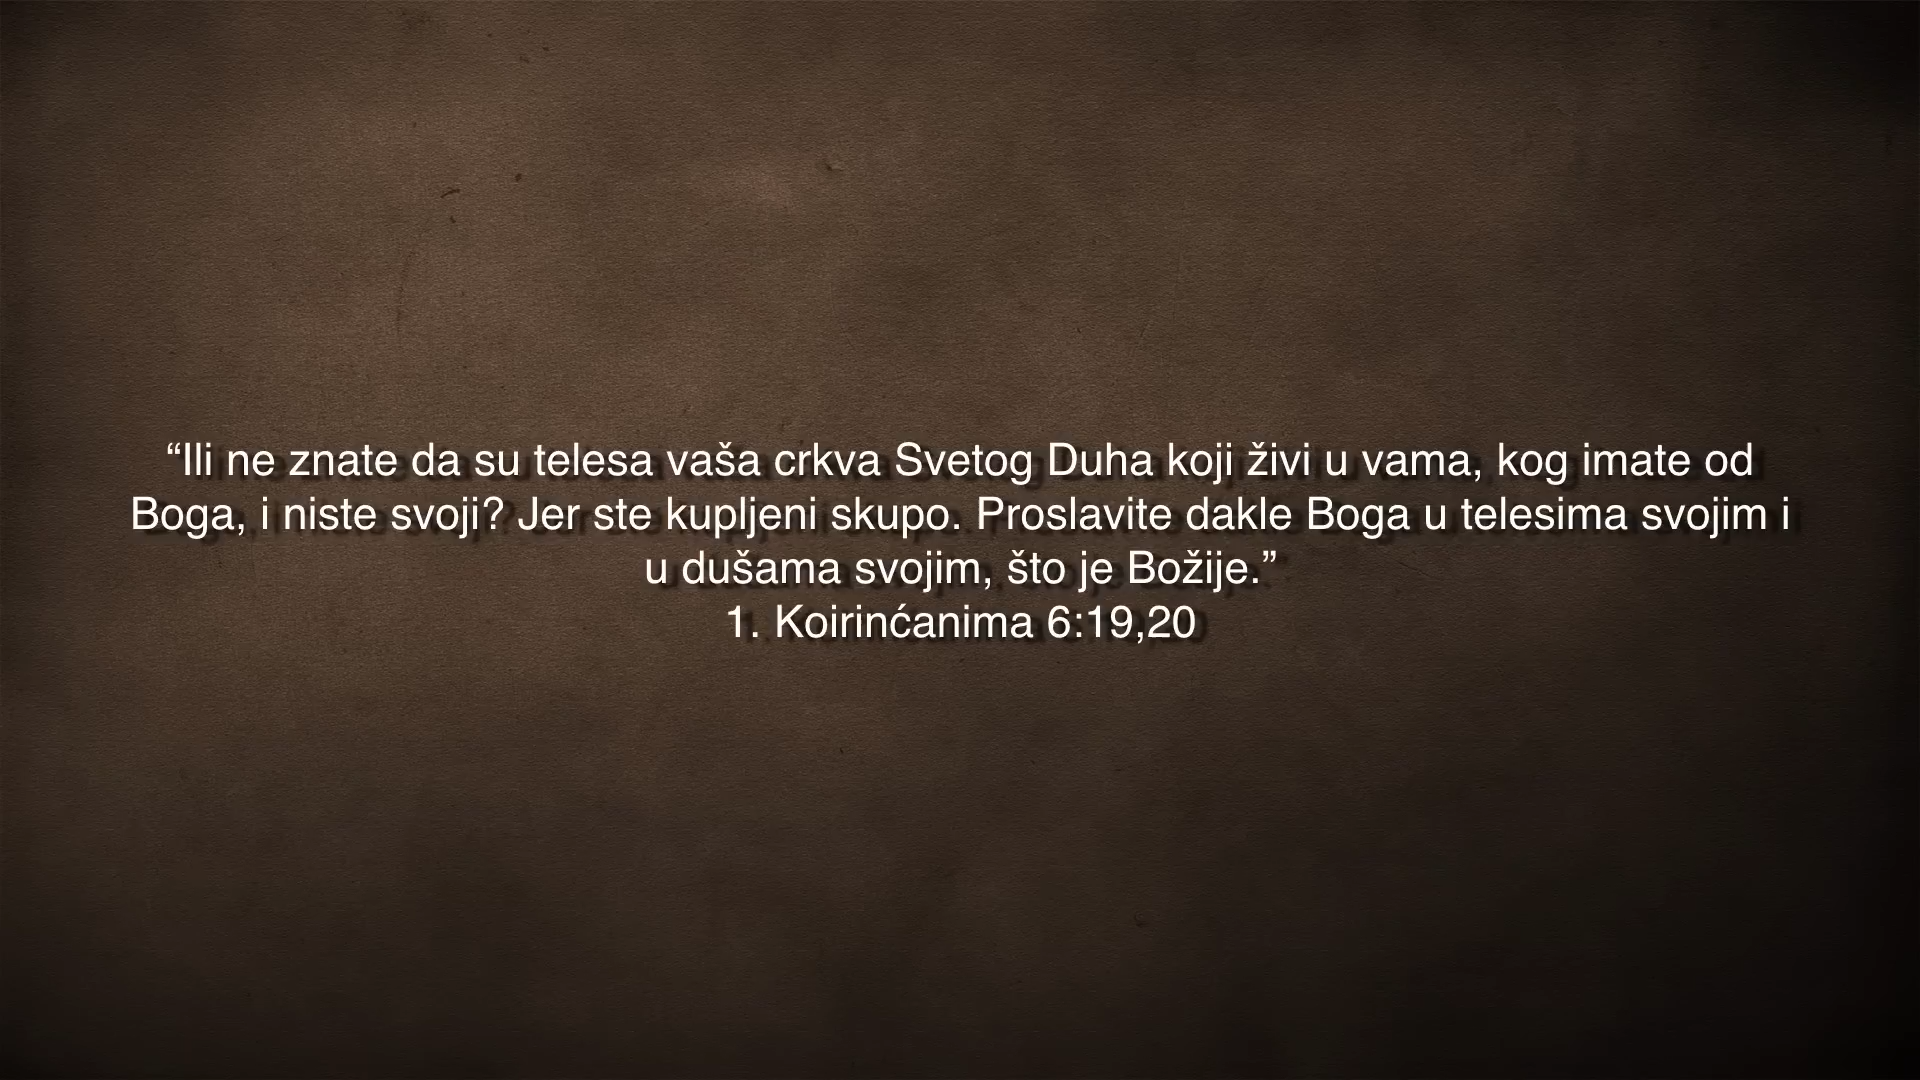 “Ili ne znate da su telesa vaša crkva Svetog Duha koji živi u vama, kog imate od
Boga, i niste svoji? Jer ste kupljeni skupo. Proslavite dakle Boga u telesima svojim i
u dušama svojim, što je Božije.”
1. Koirinćanima 6:19,20